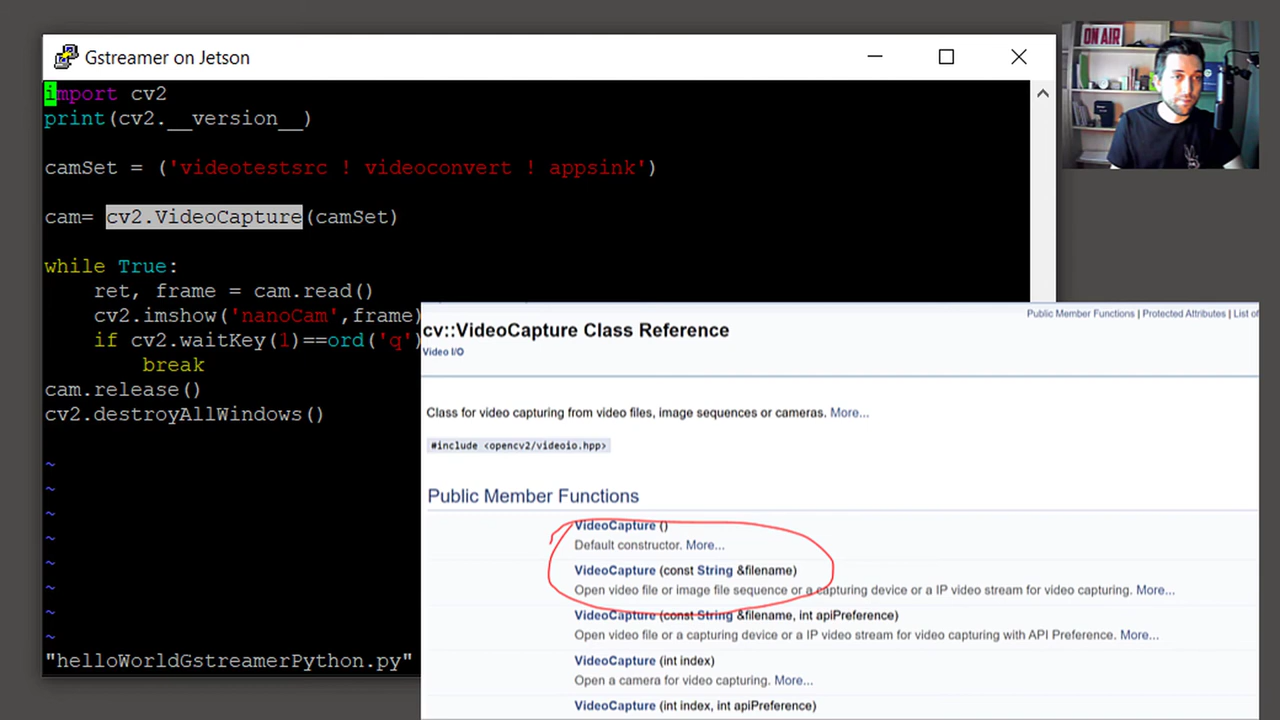 Gstreamer on Jetson
ON AIR
import cv2
print(cv2.__version__)
camSet = ('videotestsrc ! videoconvert ! appsink')
cam= cv2.VideoCapture(camSet)
while True:
    ret, frame = cam.read()
    cv2.imshow('nanoCam',frame)
    if cv2.waitKey(1)==ord('q')
        break
cam.release()
cv2.destroyAllWindows()
~
~
~
~
~
~
~
~
"helloWorldGstreamerPython.py"
Public Member Functions | Protected Attributes | List of
cv::VideoCapture Class Reference
Video I/O
Class for video capturing from video files, image sequences or cameras. More...
#include <opencv2/videoio.hpp>
Public Member Functions
VideoCapture ()
Default constructor. More...
VideoCapture (const String &filename)
Open video file or image file sequence or a capturing device or a IP video stream for video capturing. More...
VideoCapture (const String &filename, int apiPreference)
Open video file or a capturing device or a IP video stream for video capturing with API Preference. More...
VideoCapture (int index)
Open a camera for video capturing. More...
VideoCapture (int index, int apiPreference)